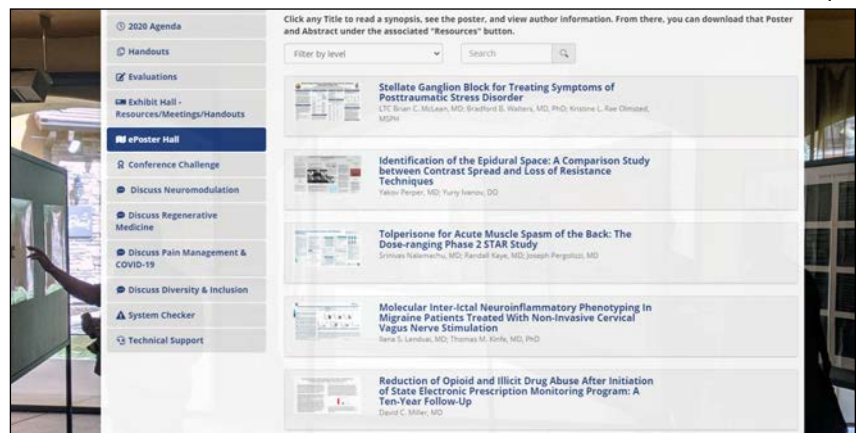 2020 Agenda
Handouts
Evaluations
Exhibit Hall -
Resources/Meetings/Handouts
ePoster Hall
Conference Challenge
Discuss Neuromodulation
Discuss Regenerative
Medicine
Discuss Pain Management &
COVID-19
Discuss Diversity & Inclusion
System Checker
Technical Support
Click any Title to read a synopsis, see the poster, and view author information. From there, you can download that Poster
and Abstract under the associated "Resources" button.
Filter by level
Search
Stellate Ganglion Block for Treating Symptoms of
Posttraumatic Stress Disorder
LTC Brian C. McLean, MD; Bradford B. Walters, MD, PhD; Kristine L. Rae Olmsted,
MSPH
Identification of the Epidural Space: A Comparison Study
between Contrast Spread and Loss of Resistance
Techniques
Yakov Perper, MD; Yuriy Ivanov, DO
Tolperisone for Acute Muscle Spasm of the Back: The
Dose-ranging Phase 2 STAR Study
Srinivas Nalamachu, MD; Randall Kaye, MD; Joseph Pergolizzi, MD
Molecular Inter-Ictal Neuroinflammatory Phenotyping In
Migraine Patients Treated With Non-Invasive Cervical
Vagus Nerve Stimulation
Ilana S. Lendvai, MD; Thomas M. Kinfe, MD, PhD
Reduction of Opioid and Illicit Drug Abuse After Initiation
of State Electronic Prescription Monitoring Program: A
Ten-Year Follow-Up
David C. Miller, MD